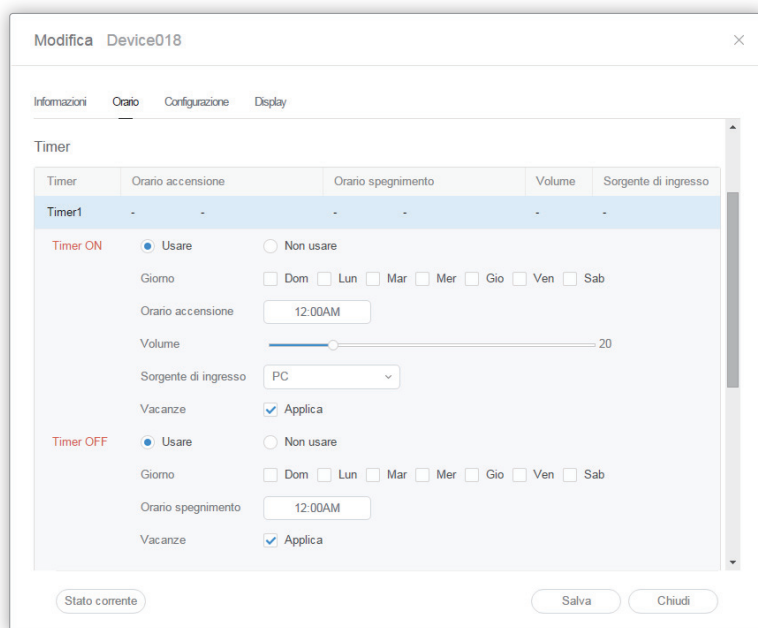 Modifica Device018
Informazioni Orario Configurazione Display
Timer
Timer Orario accensione Orario spegnimento Volume Sorgente di ingresso
Timer1 - - - - - -
Timer ON Usare Non usare
Giorno Dom Lun Mar Mer Gio Ven Sab
Orario accensione 12:00AM
Volume 20
Sorgente di ingresso PC
Vacanze Applica
Timer OFF Usare Non usare
Giorno Dom Lun Mar Mer Gio Ven Sab
Orario spegnimento 12:00AM
Vacanze Applica
Stato corrente Salva Chiudi